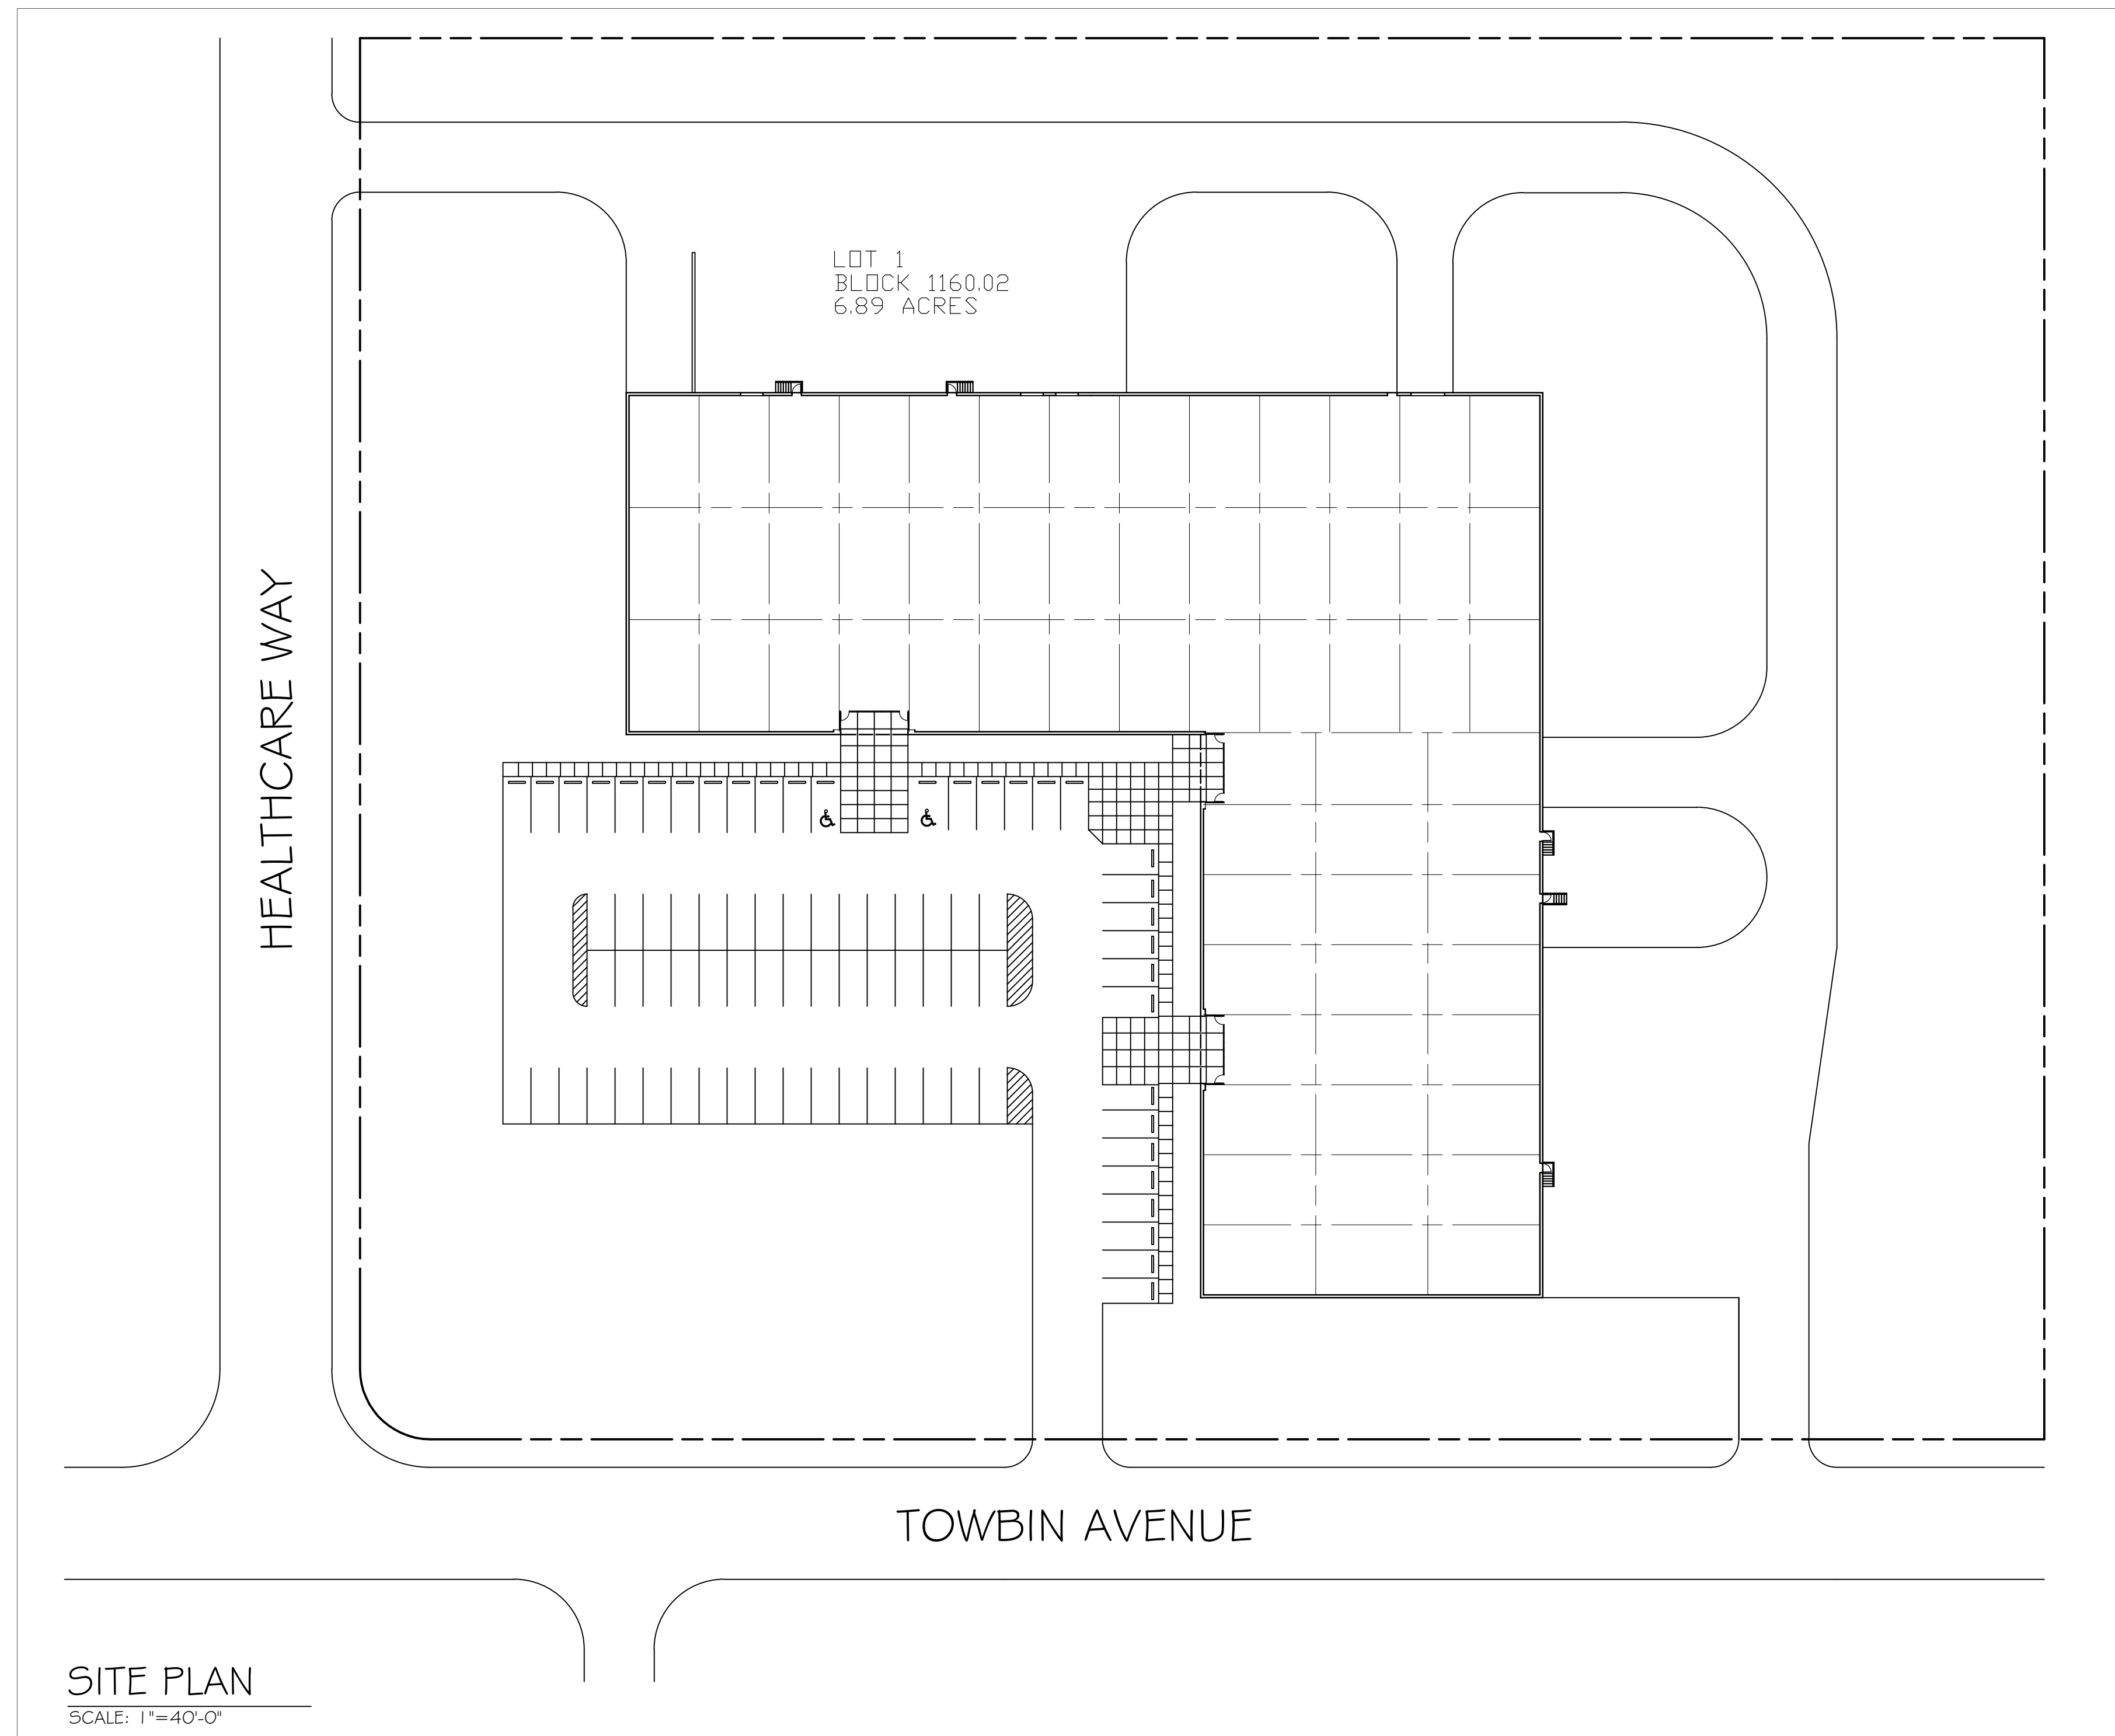 LOT 1
BLOCK 1160.02
6.89 ACRES
HEALTHCARE WAY
TOWBIN AVENUE
SITE PLAN
SCALE: 1"=40'-0"